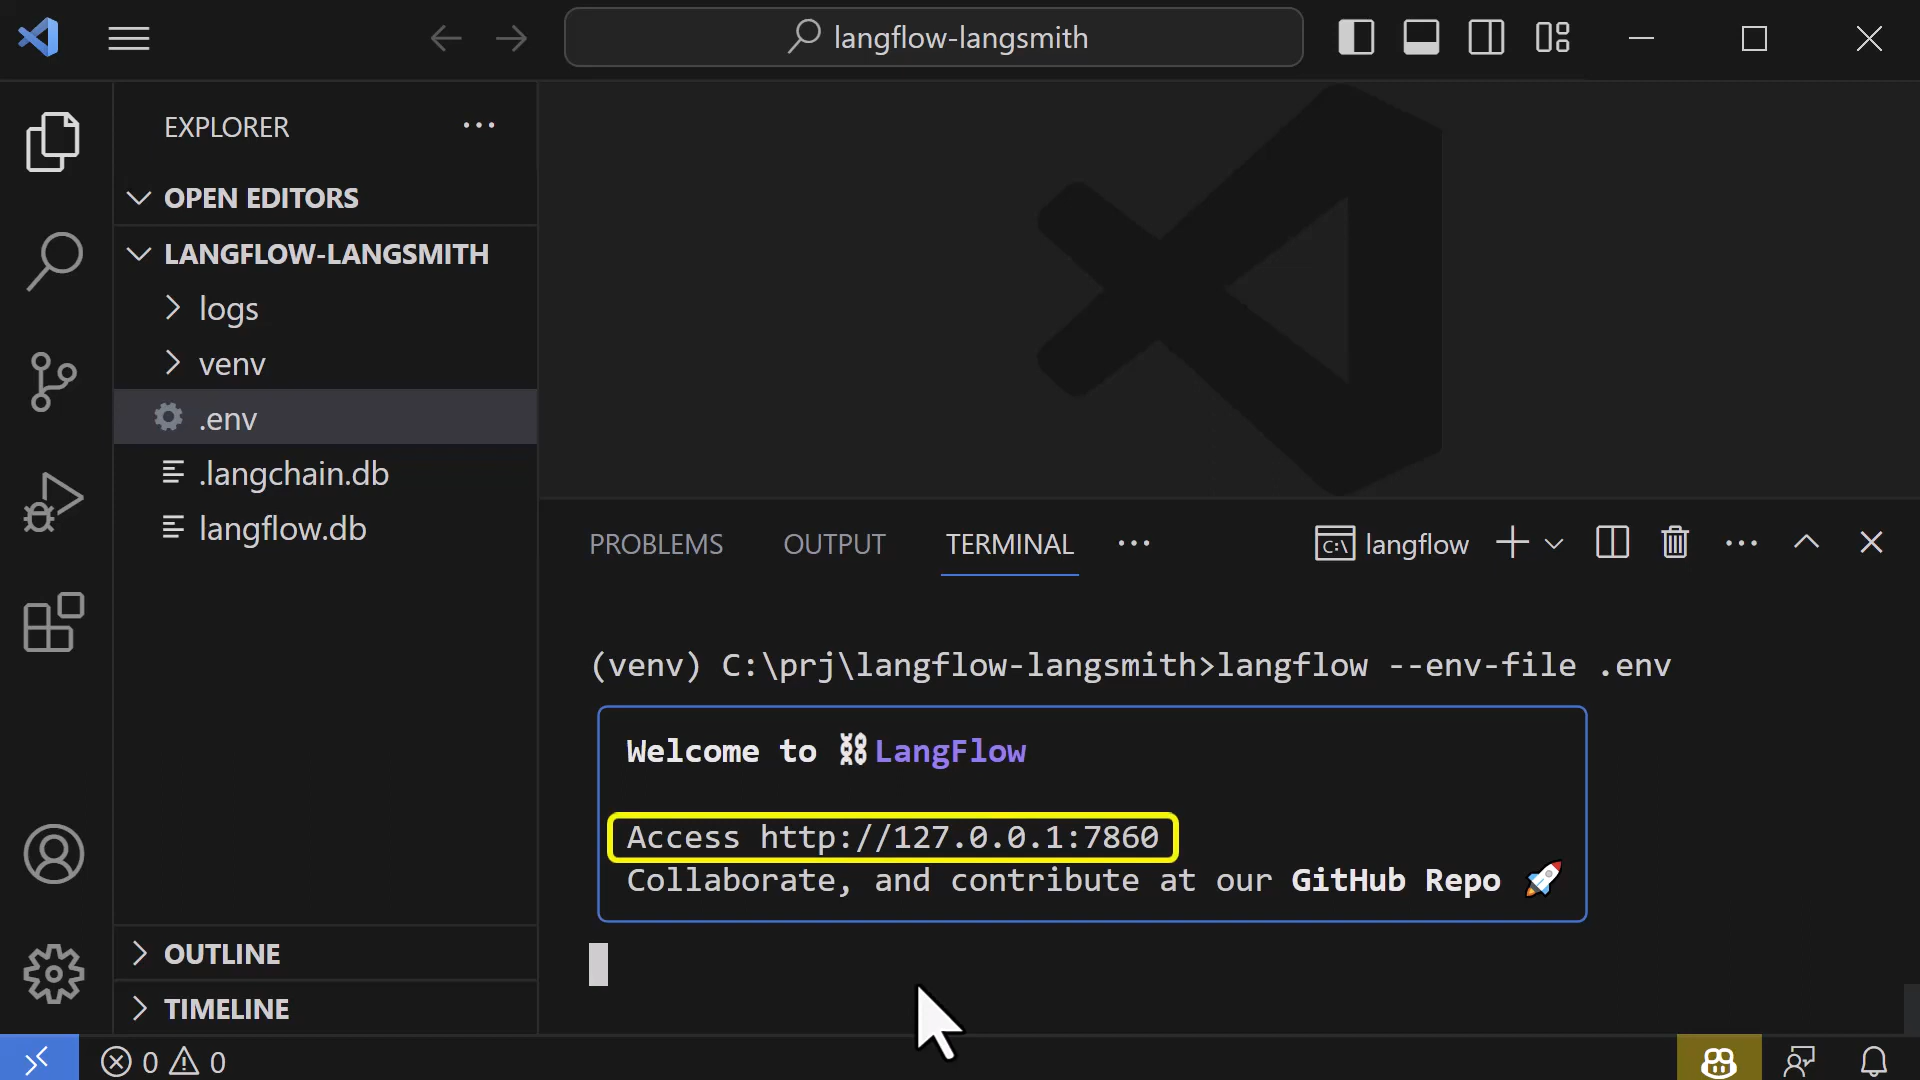 langflow-langsmith
EXPLORER
OPEN EDITORS
LANGFLOW-LANGSMITH
logs
venv
.env
.langchain.db
langflow.db
OUTLINE
TIMELINE
PROBLEMS OUTPUT TERMINAL langflow
(venv) C:\prj\langflow-langsmith>langflow --env-file .env
Welcome to ⛓LangFlow
Access http://127.0.0.1:7860
Collaborate, and contribute at our GitHub Repo 🚀
0 0